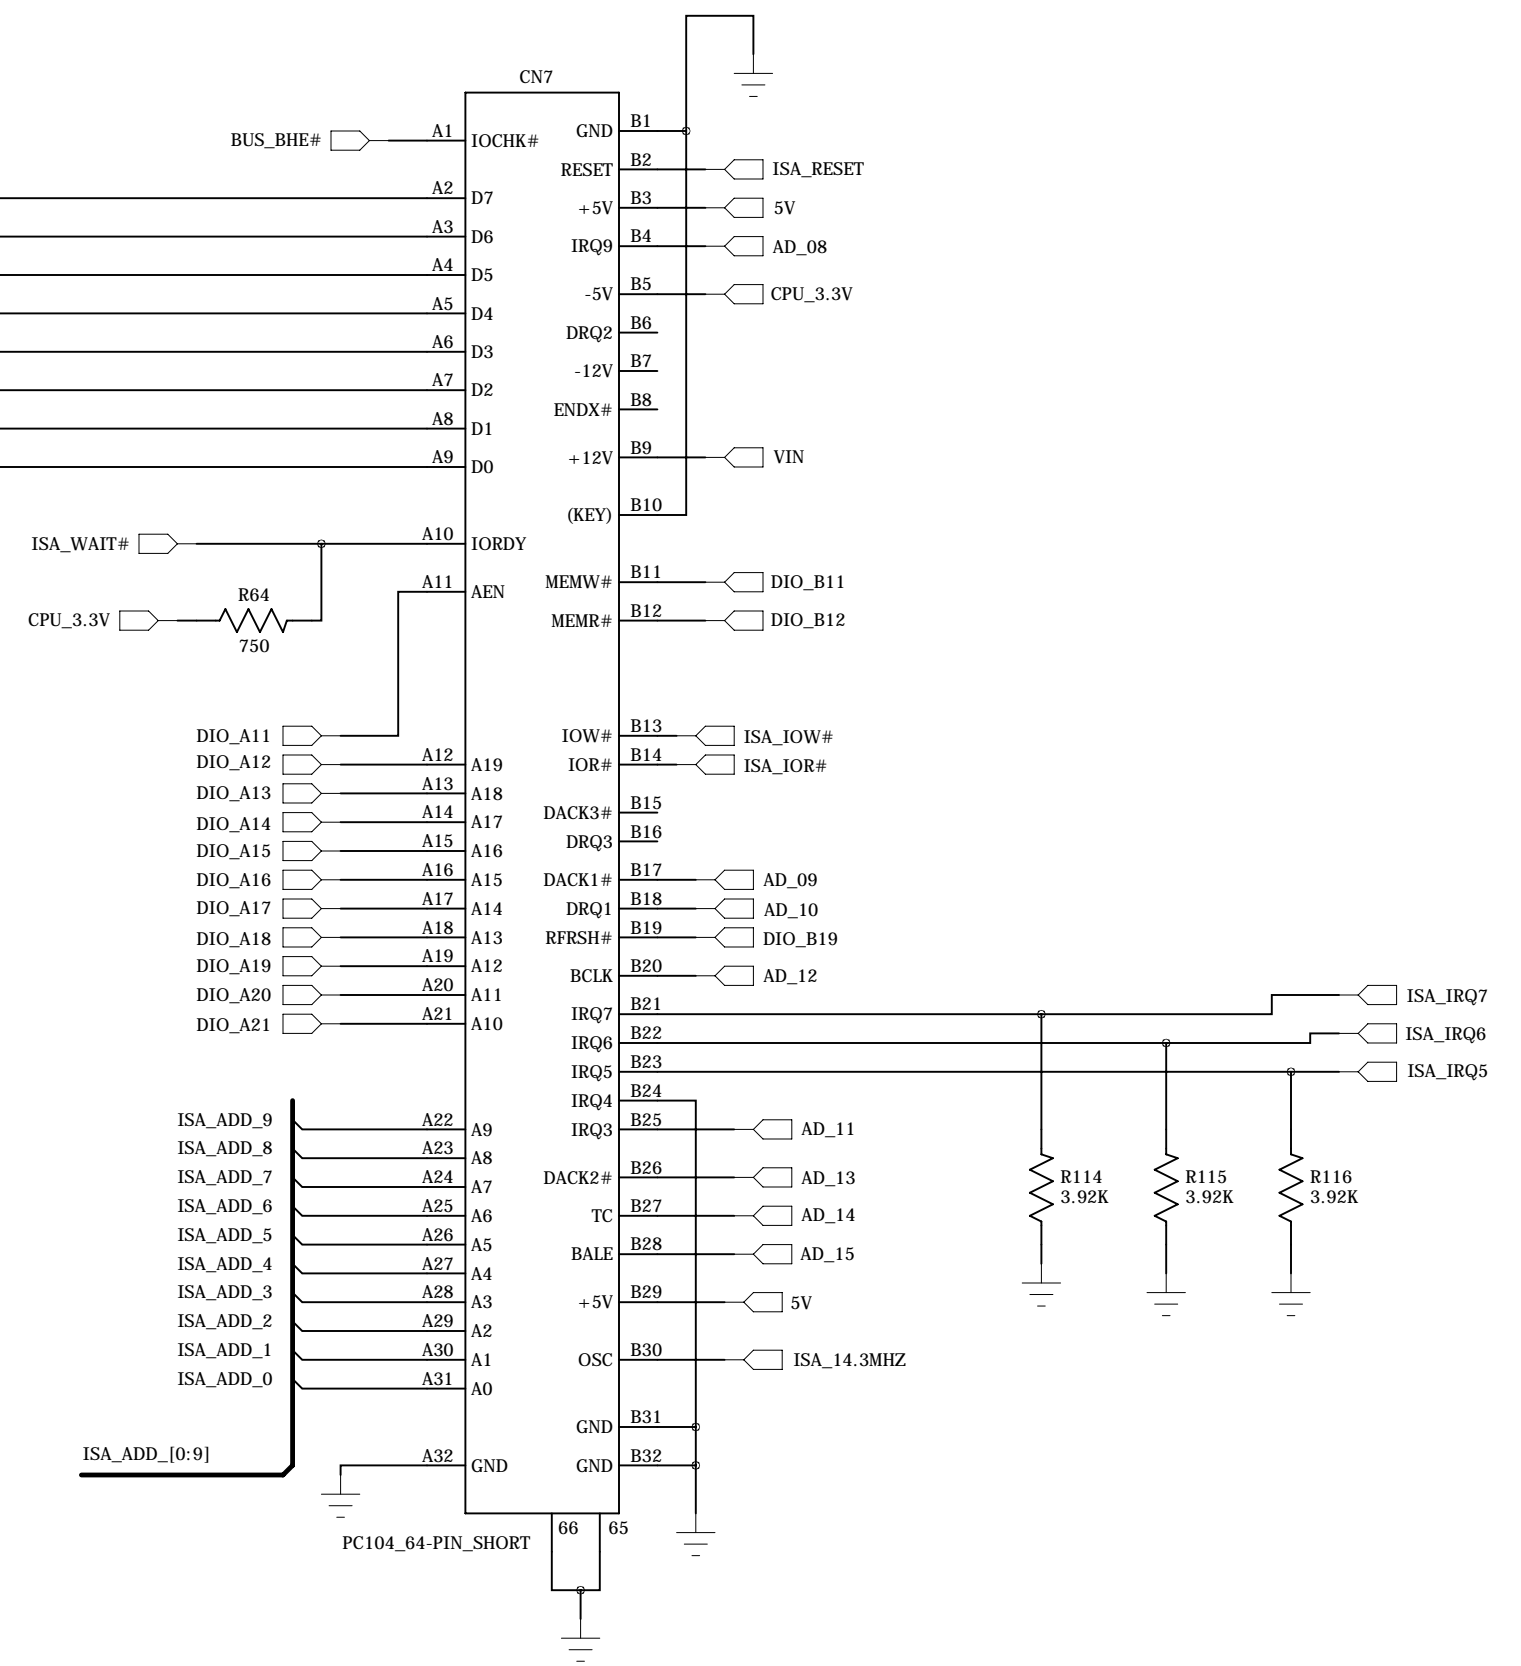 CN7
BUS_BHE# A1 IOCHK# GND B1
RESET B2 ISA_RESET
A2 D7 +5V B3 5V
A3 D6 IRQ9 B4 AD_08
A4 D5 -5V B5 CPU_3.3V
A5 D4 DRQ2 B6
A6 D3 -12V B7
A7 D2 ENDX# B8
A8 D1
A9 D0 +12V B9 VIN
(KEY) B10
ISA_WAIT# A10 IORDY
A11 AEN MEMW# B11 DIO_B11
R64
CPU_3.3V MEMR# B12 DIO_B12
750
DIO_A11 IOW# B13 ISA_IOW#
DIO_A12 A12 A19 IOR# B14 ISA_IOR#
DIO_A13 A13 A18
DIO_A14 A14 A17 DACK3# B15
DIO_A15 A15 A16 DRQ3 B16
DIO_A16 A16 A15 DACK1# B17 AD_09
DIO_A17 A17 A14 DRQ1 B18 AD_10
DIO_A18 A18 A13 RFRSH# B19 DIO_B19
DIO_A19 A19 A12 BCLK B20 AD_12
DIO_A20 A20 A11
DIO_A21 A21 A10 IRQ7 B21 ISA_IRQ7
IRQ6 B22 ISA_IRQ6
IRQ5 B23 ISA_IRQ5
IRQ4 B24
ISA_ADD_9 A22 A9 IRQ3 B25 AD_11
ISA_ADD_8 A23 A8
ISA_ADD_7 A24 A7 DACK2# B26 AD_13
R114 R115 R116
3.92K 3.92K 3.92K
ISA_ADD_6 A25 A6 TC B27 AD_14
ISA_ADD_5 A26 A5 BALE B28 AD_15
ISA_ADD_4 A27 A4
ISA_ADD_3 A28 A3 +5V B29 5V
ISA_ADD_2 A29 A2
ISA_ADD_1 A30 A1 OSC B30 ISA_14.3MHZ
ISA_ADD_0 A31 A0
GND B31
ISA_ADD_[0:9] A32 GND GND B32
66 65
PC104_64-PIN_SHORT